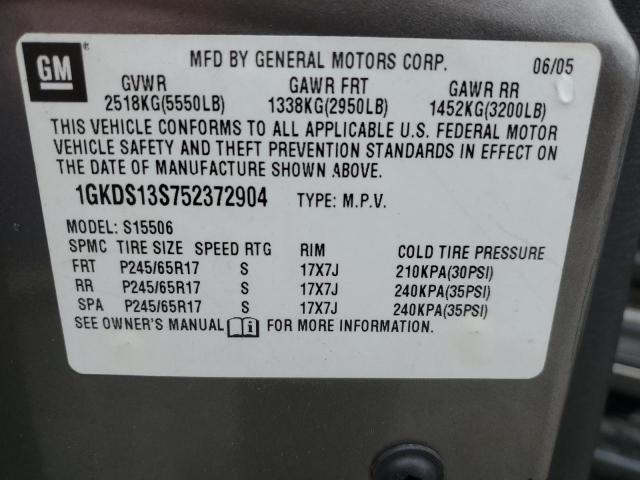 GM
MFD BY GENERAL MOTORS CORP. 06/05
GVWR GAWR FRT GAWR RR
2518KG(5550LB) 1338KG(2950LB) 1452KG(3200LB)
THIS VEHICLE CONFORMS TO ALL APPLICABLE U.S. FEDERAL MOTOR
VEHICLE SAFETY AND THEFT PREVENTION STANDARDS IN EFFECT ON
THE DATE OF MANUFACTURE SHOWN ABOVE.
1GKDS13S752372904 TYPE: M.P.V.
MODEL: S15506
SPMC TIRE SIZE SPEED RTG RIM COLD TIRE PRESSURE
FRT P245/65R17 S 17X7J 210KPA(30PSI)
RR P245/65R17 S 17X7J 240KPA(35PSI)
SPA P245/65R17 S 17X7J 240KPA(35PSI)
SEE OWNER'S MANUAL i FOR MORE INFORMATION.